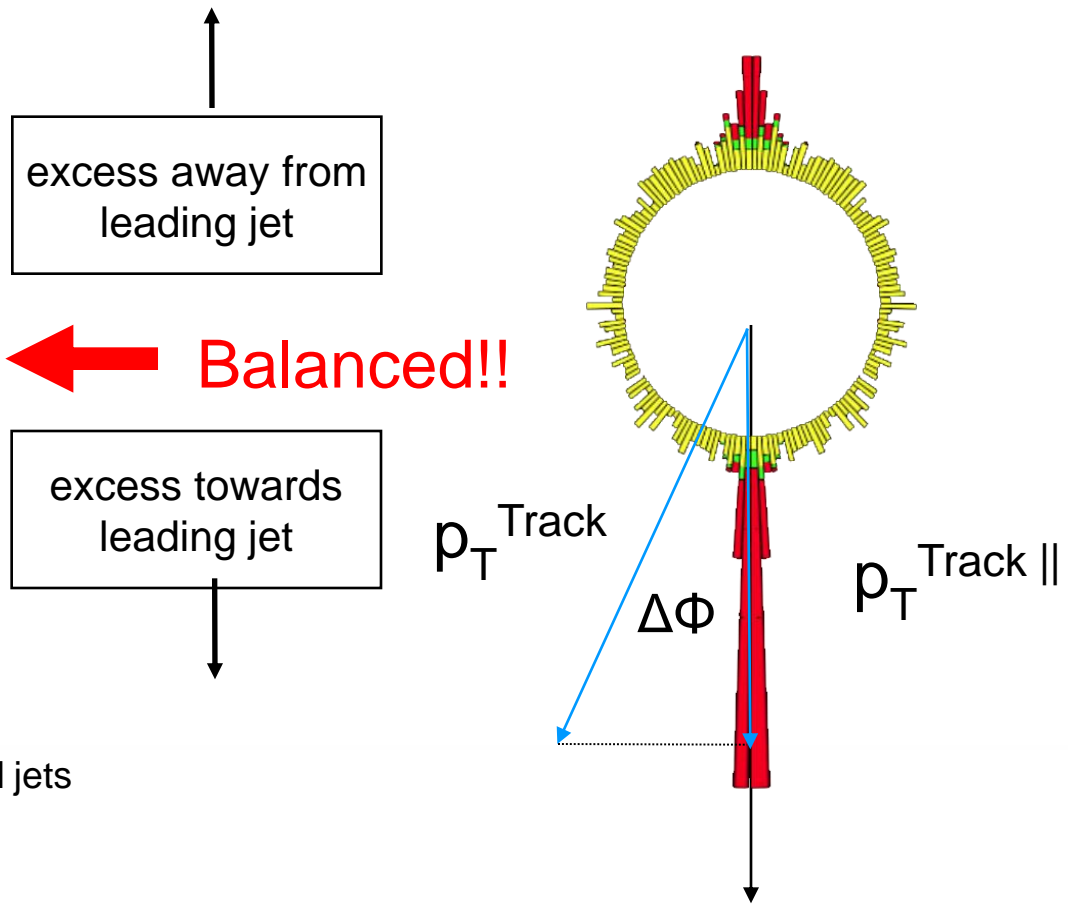 excess away from
leading jet
Balanced!!
excess towards
leading jet
p_T^Track
ΔΦ
p_T^Track ||
jets